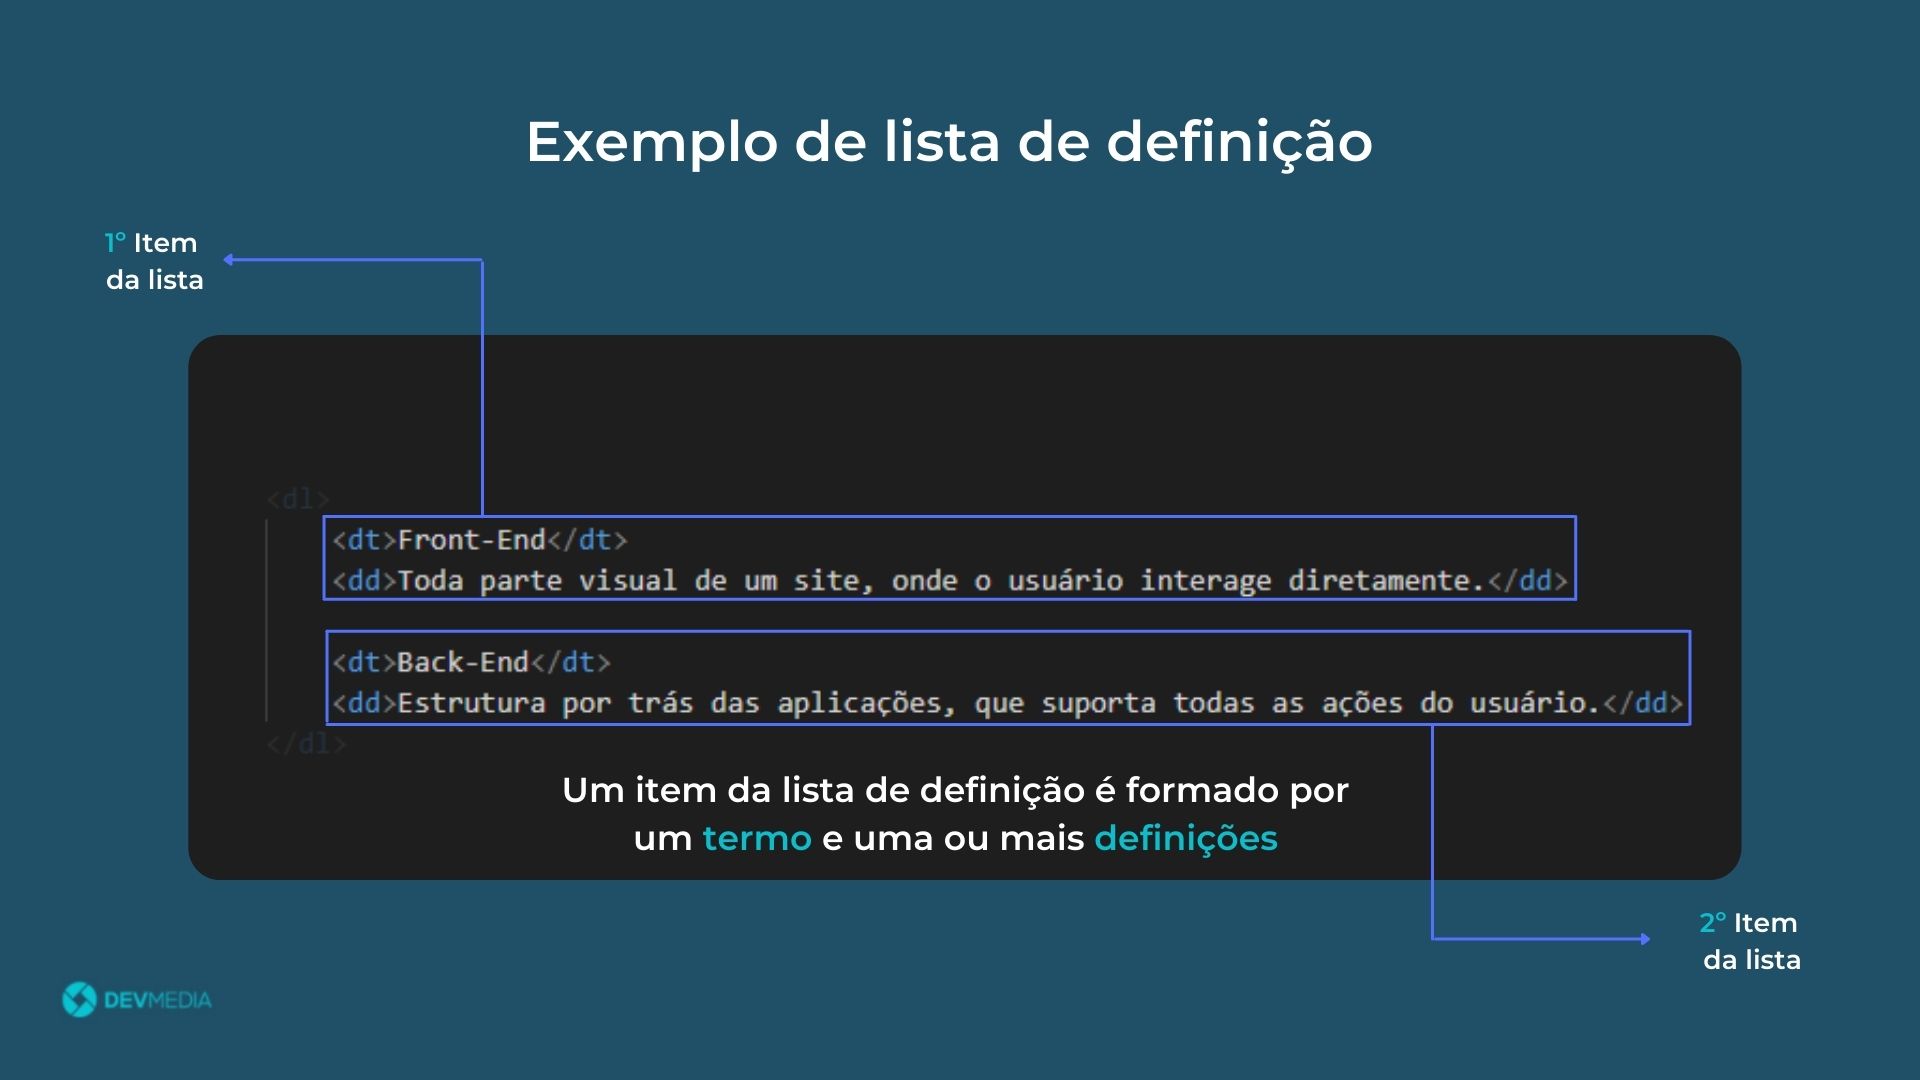 Exemplo de lista de definição
1º Item
da lista
<dl>
<dt>Front-End</dt>
<dd>Toda parte visual de um site, onde o usuário interage diretamente.</dd>
<dt>Back-End</dt>
<dd>Estrutura por trás das aplicações, que suporta todas as ações do usuário.</dd>
</dl>
Um item da lista de definição é formado por
um termo e uma ou mais definições
2º Item
da lista
DEVMEDIA